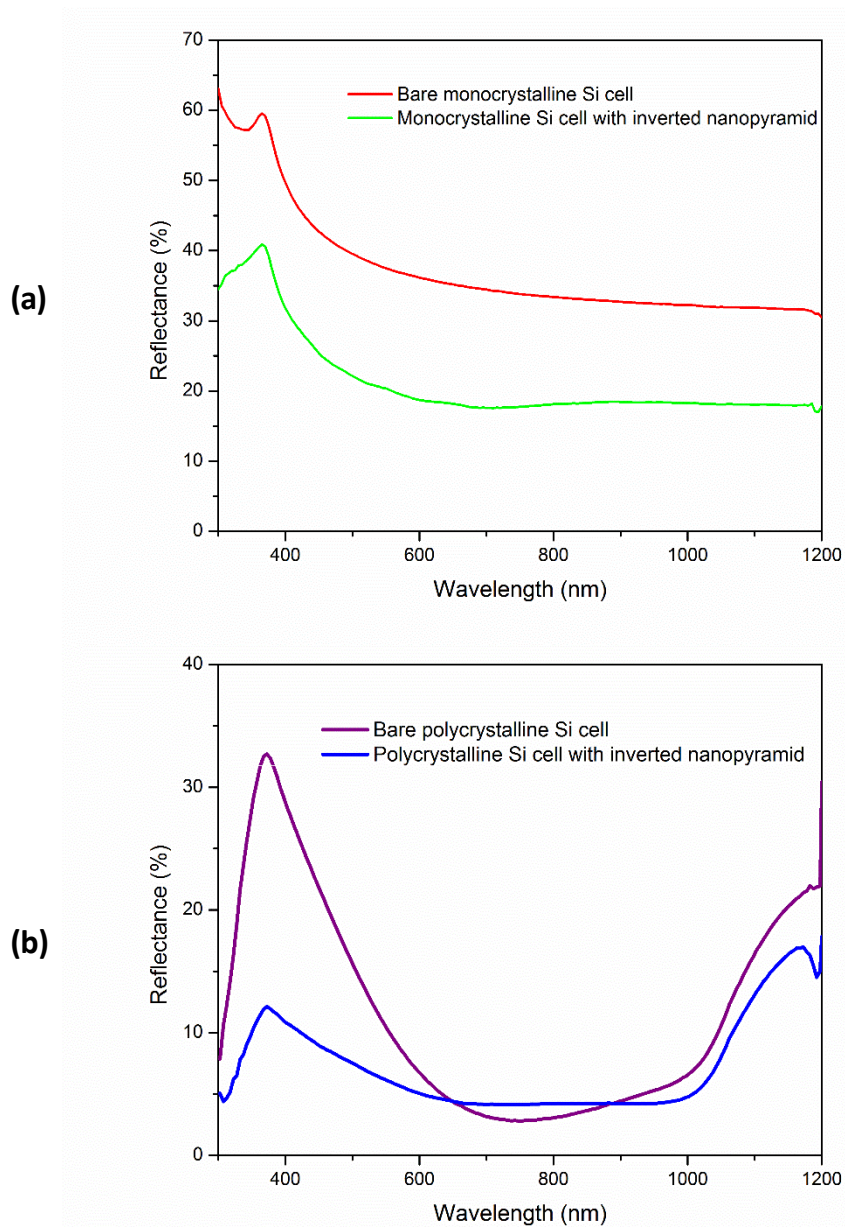 (a)
Reflectance (%)
70
60
50
40
30
20
10
0
Bare monocrystalline Si cell
Monocrystalline Si cell with inverted nanopyramid
400 600 800 1000 1200
Wavelength (nm)
(b)
Reflectance (%)
40
30
20
10
0
Bare polycrystalline Si cell
Polycrystalline Si cell with inverted nanopyramid
400 600 800 1000 1200
Wavelength (nm)